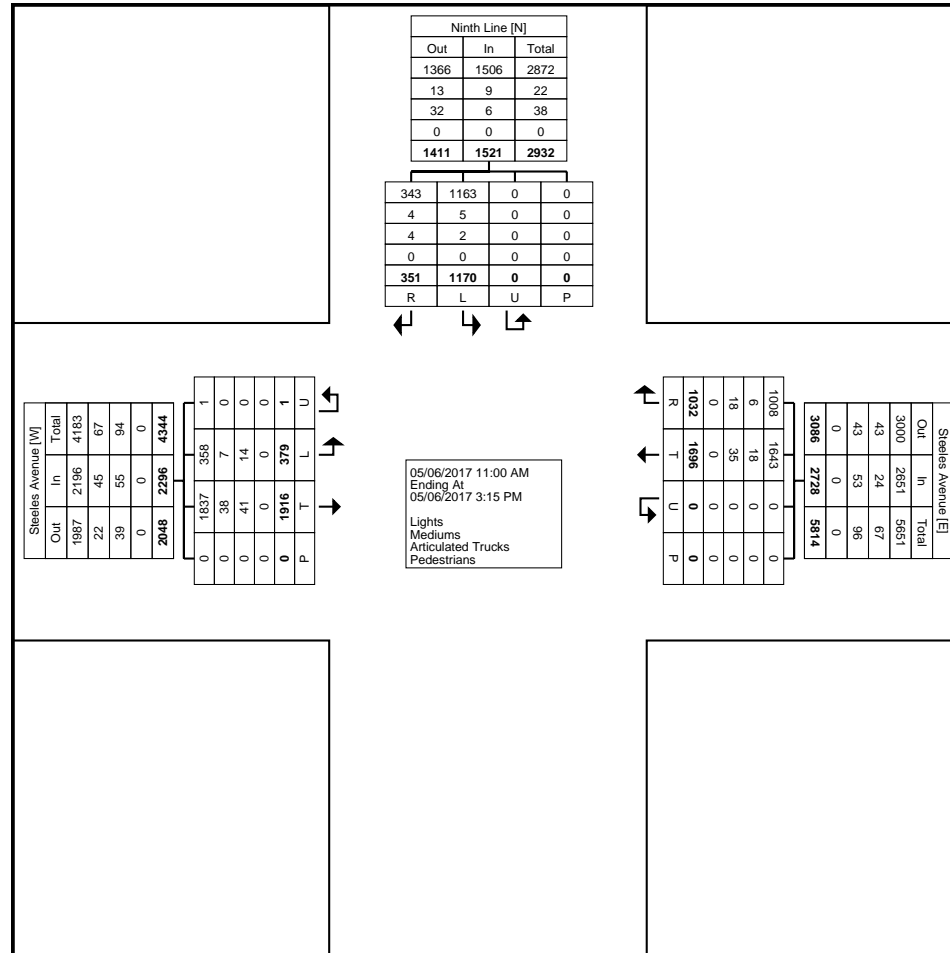 Ninth Line [N]
Out In Total
1366 1506 2872
13 9 22
32 6 38
0 0 0
1411 1521 2932
343 1163 0 0
4 5 0 0
4 2 0 0
0 0 0 0
351 1170 0 0
R L U P
Steeles Avenue [W]
Total In Out
4183 2196 1987
67 45 22
94 55 39
0 0 0
4344 2296 2048
1 358 1837 0
0 7 38 0
0 14 41 0
0 0 0 0
1 379 1916 0
U L T P
05/06/2017 11:00 AM
Ending At
05/06/2017 3:15 PM
Lights
Mediums
Articulated Trucks
Pedestrians
R T U P
1032 1696 0 0
0 0 0 0
18 35 0 0
6 18 0 0
1008 1643 0 0
Steeles Avenue [E]
Out In Total
3000 2651 5651
43 24 67
43 53 96
0 0 0
3086 2728 5814